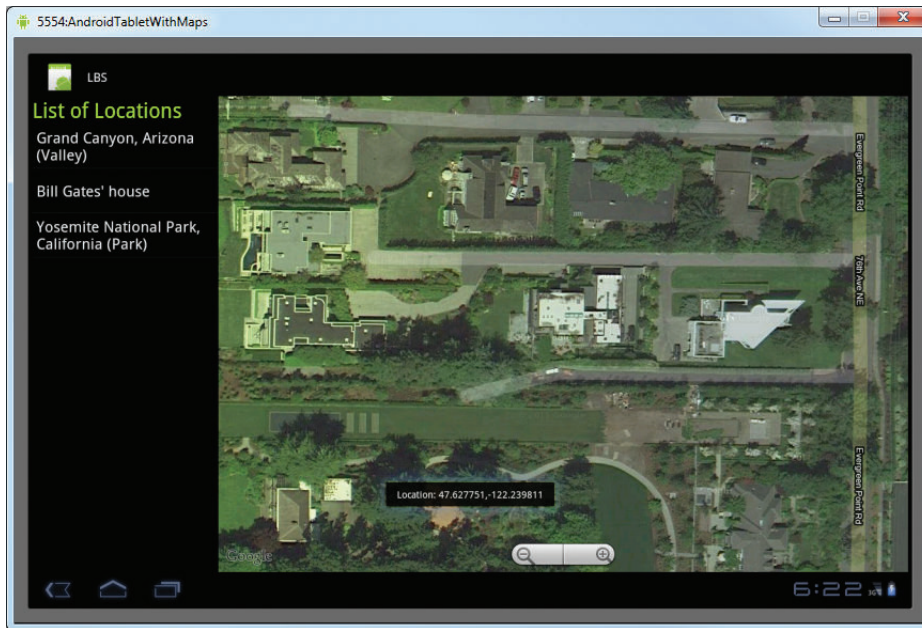 5554:AndroidTabletWithMaps
LBS
List of Locations
Grand Canyon, Arizona
(Valley)
Bill Gates' house
Yosemite National Park,
California (Park)
Evergreen Point Rd
76th Ave NE
Evergreen Point Rd
Location: 47.627751,-122.239811
Google
6:22
3G